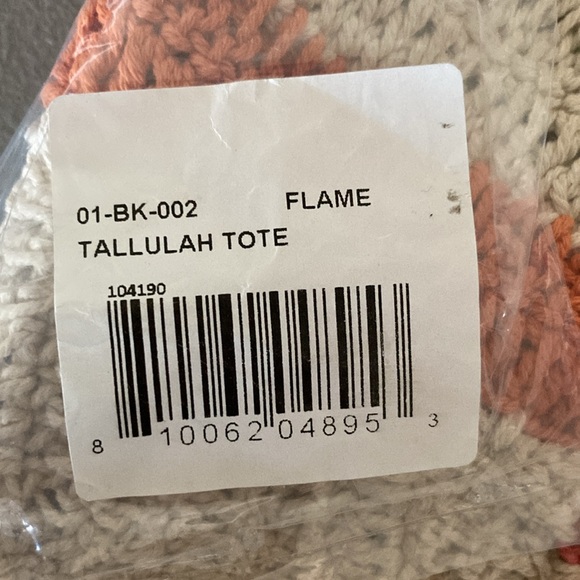 01-BK-002 FLAME
TALLULAH TOTE
104190
8 10062 04895 3